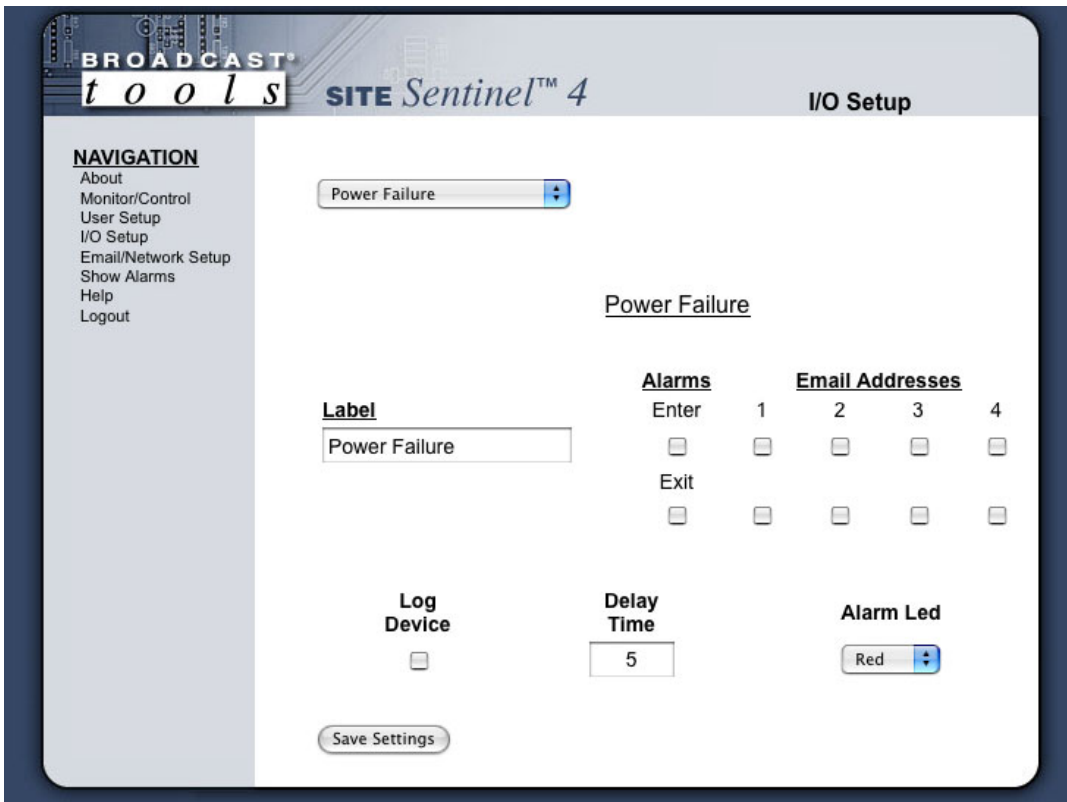 BROADCAST®
tools
SITE Sentinel™ 4
I/O Setup
NAVIGATION
About
Monitor/Control
User Setup
I/O Setup
Email/Network Setup
Show Alarms
Help
Logout
Power Failure
Power Failure
Alarms Email Addresses
Label Enter 1 2 3 4
Power Failure
Exit
Log Device
Delay Time
Alarm Led
5
Red
Save Settings